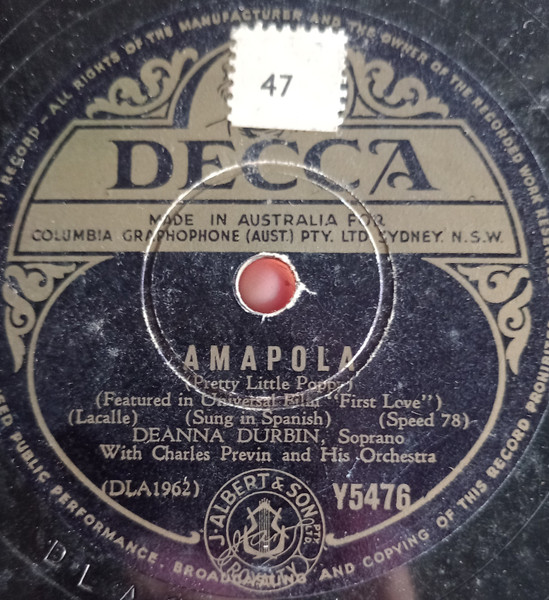 RECORD – ALL RIGHTS OF THE MANUFACTURER AND THE OWNER OF THE RECORDED WORK
47
DECCA
MADE IN AUSTRALIA FOR
COLUMBIA GRAPHOPHONE (AUST.) PTY. LTD. SYDNEY. N.S.W.
AMAPOLA
(Pretty Little Poppy)
(Featured in Universal Film "First Love")
(Lacalle) (Sung in Spanish) (Speed 78)
DEANNA DURBIN, Soprano
With Charles Previn and His Orchestra
(DLA1962) Y5476
J. ALBERT & SON PTY. LTD.
ROYALTY
PUBLIC PERFORMANCE, BROADCASTING AND COPYING OF THIS RECORD PROHIBITED
D L A